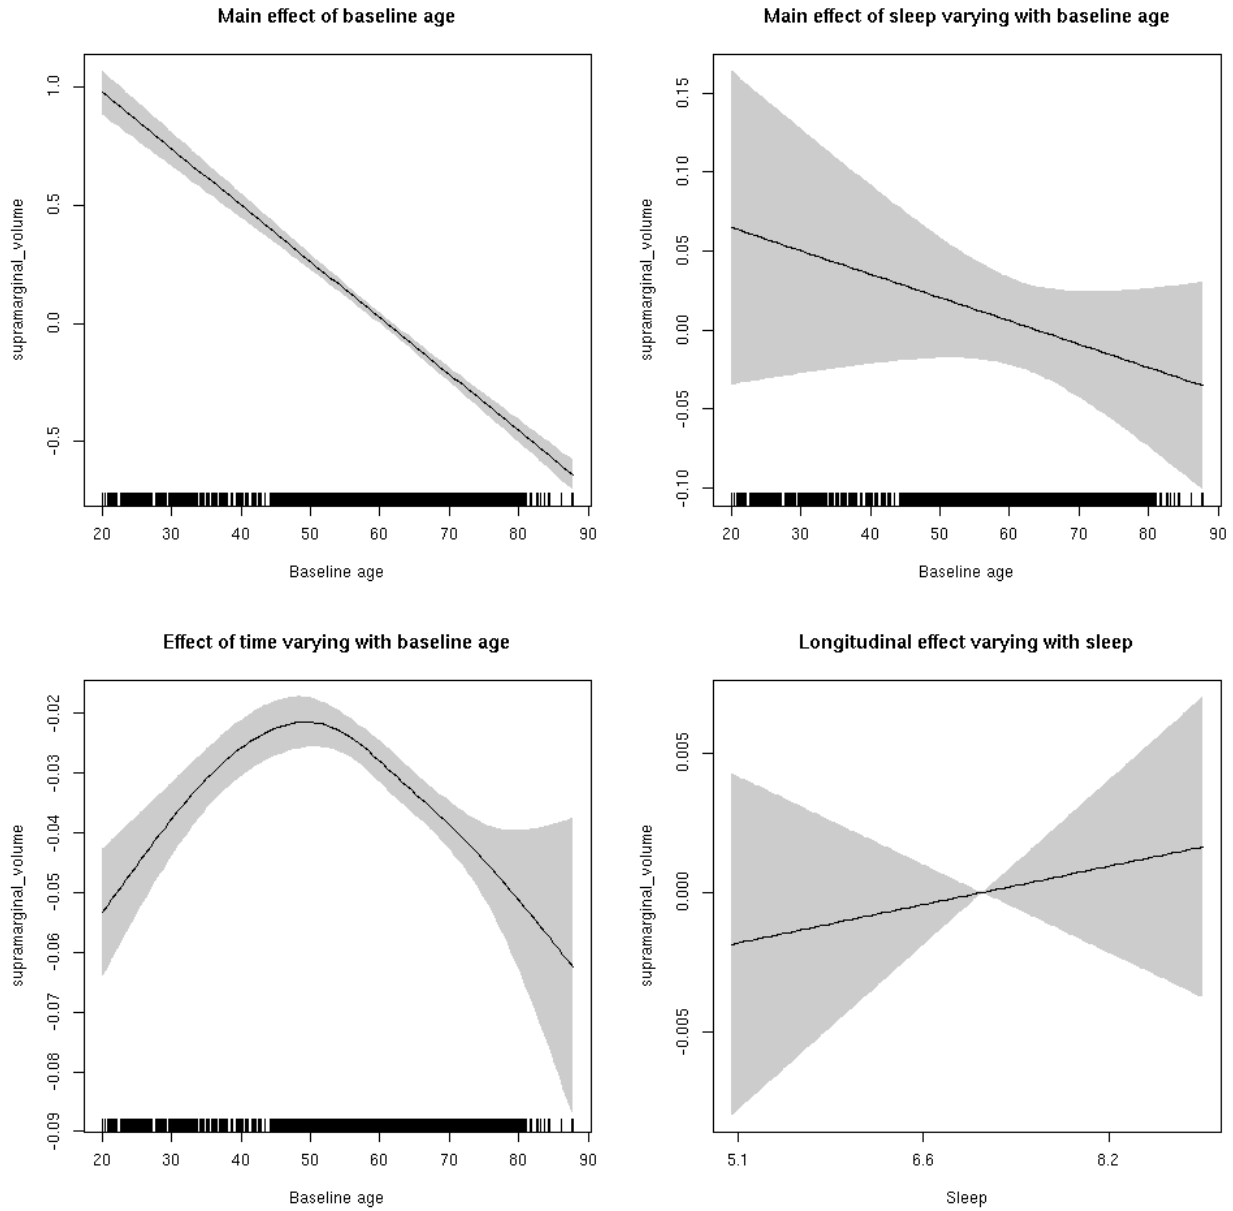 Main effect of baseline age
supramarginal_volume
1.0
0.5
0.0
-0.5
20 30 40 50 60 70 80 90
Baseline age
Main effect of sleep varying with baseline age
supramarginal_volume
0.15
0.10
0.05
0.00
-0.05
-0.10
20 30 40 50 60 70 80 90
Baseline age
Effect of time varying with baseline age
supramarginal_volume
-0.02
-0.03
-0.04
-0.05
-0.06
-0.07
-0.08
-0.09
20 30 40 50 60 70 80 90
Baseline age
Longitudinal effect varying with sleep
supramarginal_volume
0.005
0.000
-0.005
5.1 6.6 8.2
Sleep